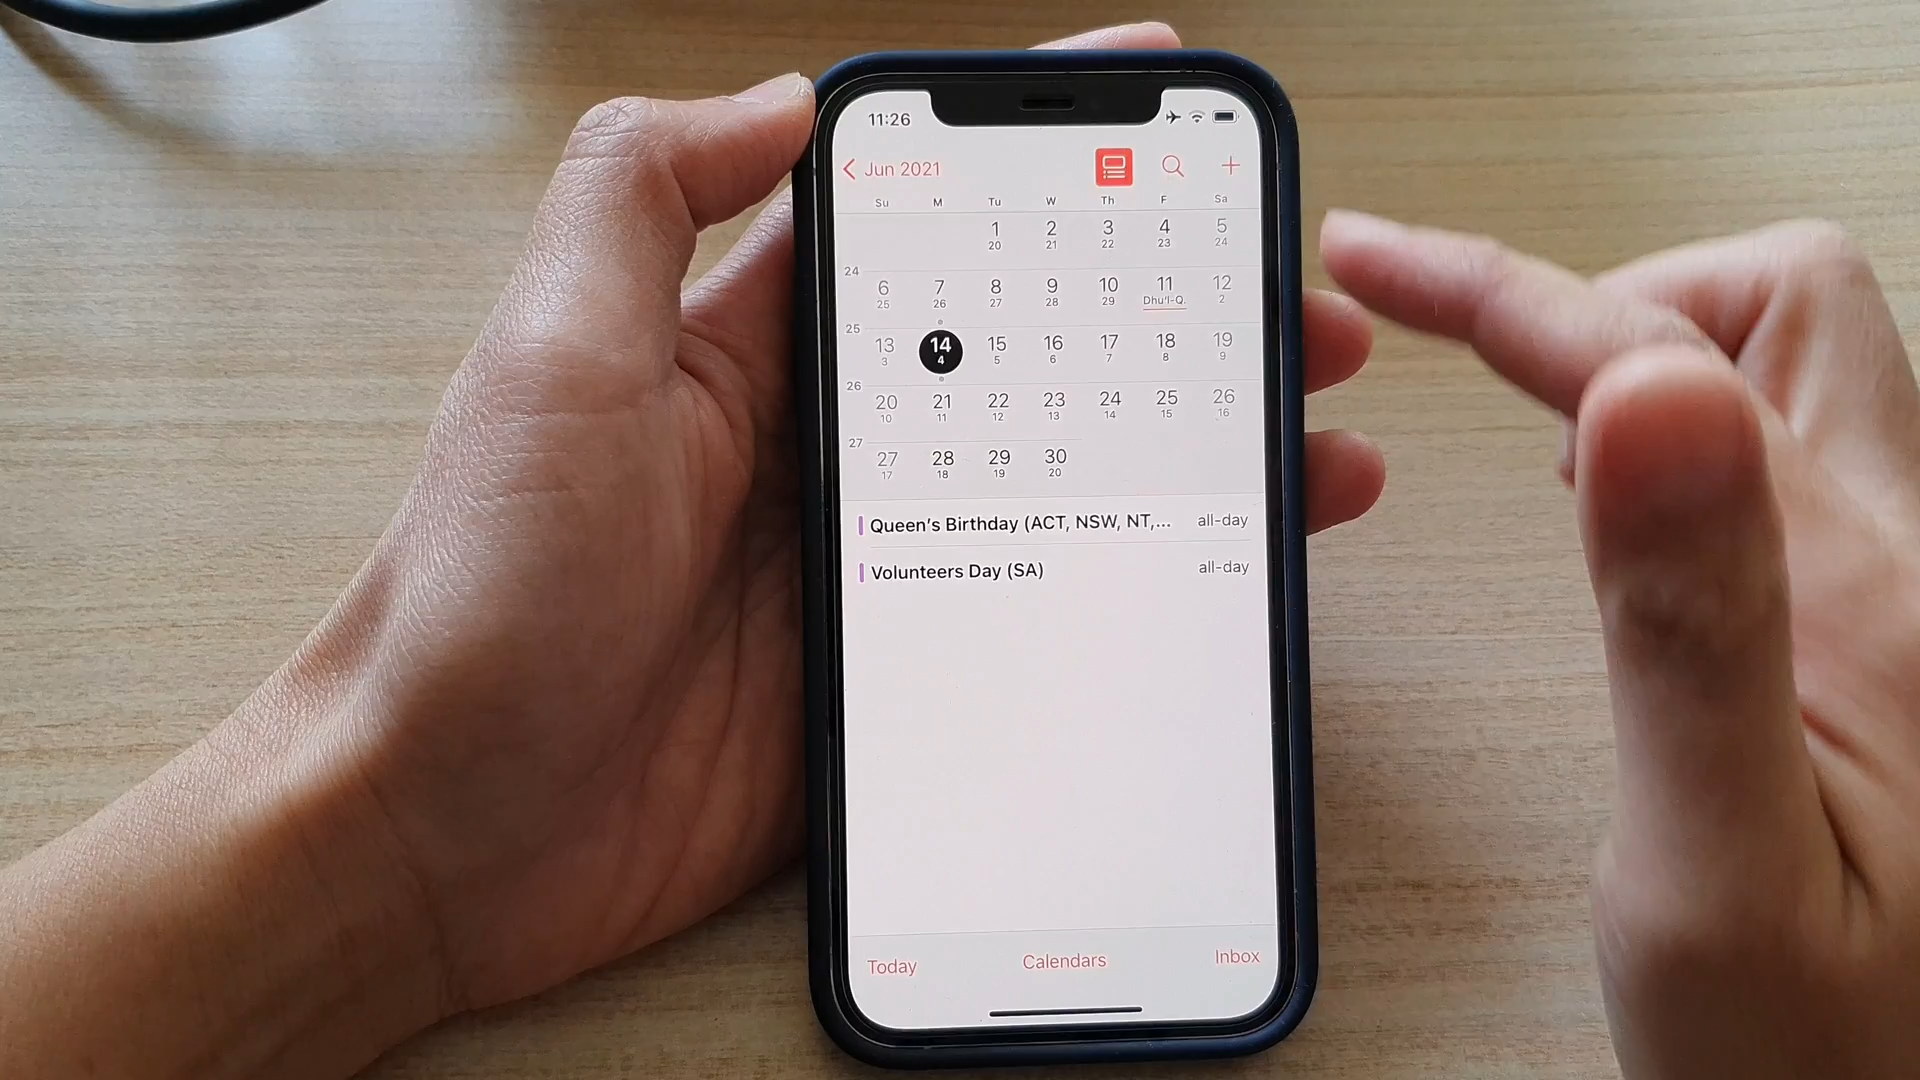 11:26
Jun 2021
Su M Tu W Th F Sa
1 2 3 4 5
20 21 22 23 24
24
6 7 8 9 10 11 12
25 26 27 28 29 Dhuʻl-Q. 2
25
13 14 15 16 17 18 19
3 4 5 6 7 8 9
26
20 21 22 23 24 25 26
10 11 12 13 14 15 16
27
27 28 29 30
17 18 19 20
Queen's Birthday (ACT, NSW, NT,... all-day
Volunteers Day (SA) all-day
Today Calendars Inbox